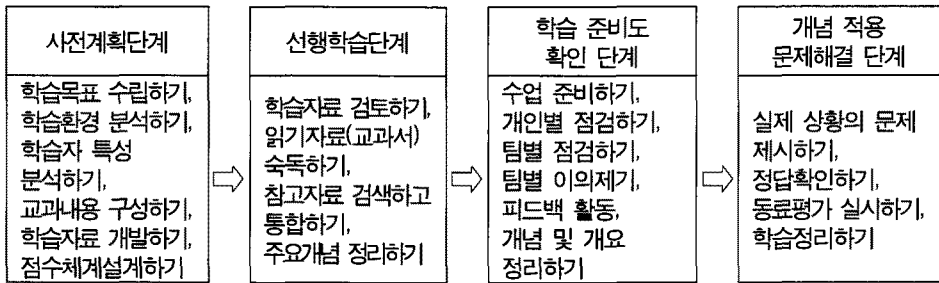 사전계획단계
학습목표 수립하기,
학습환경 분석하기,
학습자 특성
분석하기,
교과내용 구성하기,
학습자료 개발하기,
점수체계설계하기
선행학습단계
학습자료 검토하기,
읽기자료(교과서)
숙독하기,
참고자료 검색하고
통합하기,
주요개념 정리하기
학습 준비도
확인 단계
수업 준비하기,
개인별 점검하기,
팀별 점검하기,
팀별 이의제기,
피드백 활동,
개념 및 개요
정리하기
개념 적용
문제해결 단계
실제 상황의 문제
제시하기,
정답확인하기,
동료평가 실시하기,
학습정리하기